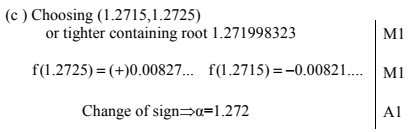 (c ) Choosing (1.2715,1.2725)
or tighter containing root 1.271998323 M1
f(1.2725) = (+)0.00827... f(1.2715) = −0.00821.... M1
Change of sign⇒α=1.272 A1